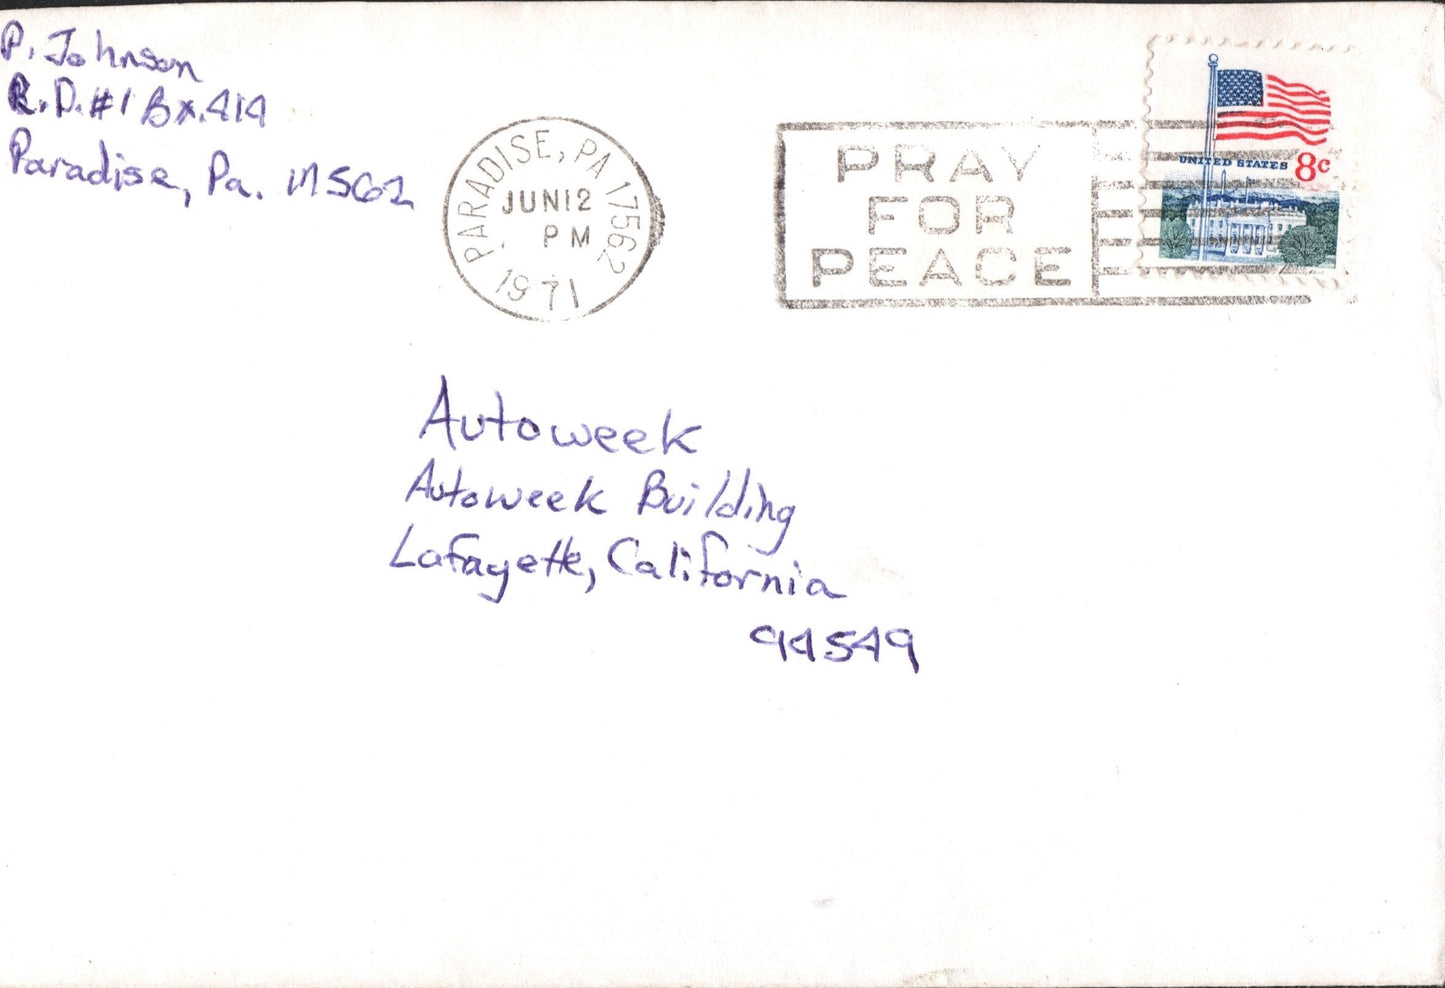 P. Johnson
R.D. #1 Bx. 414
Paradise, Pa. 17562
PARADISE, PA 17562
JUN 12
PM
1971
PRAY
FOR
PEACE
UNITED STATES 8c
Autoweek
Autoweek Building
Lafayette, California
94549